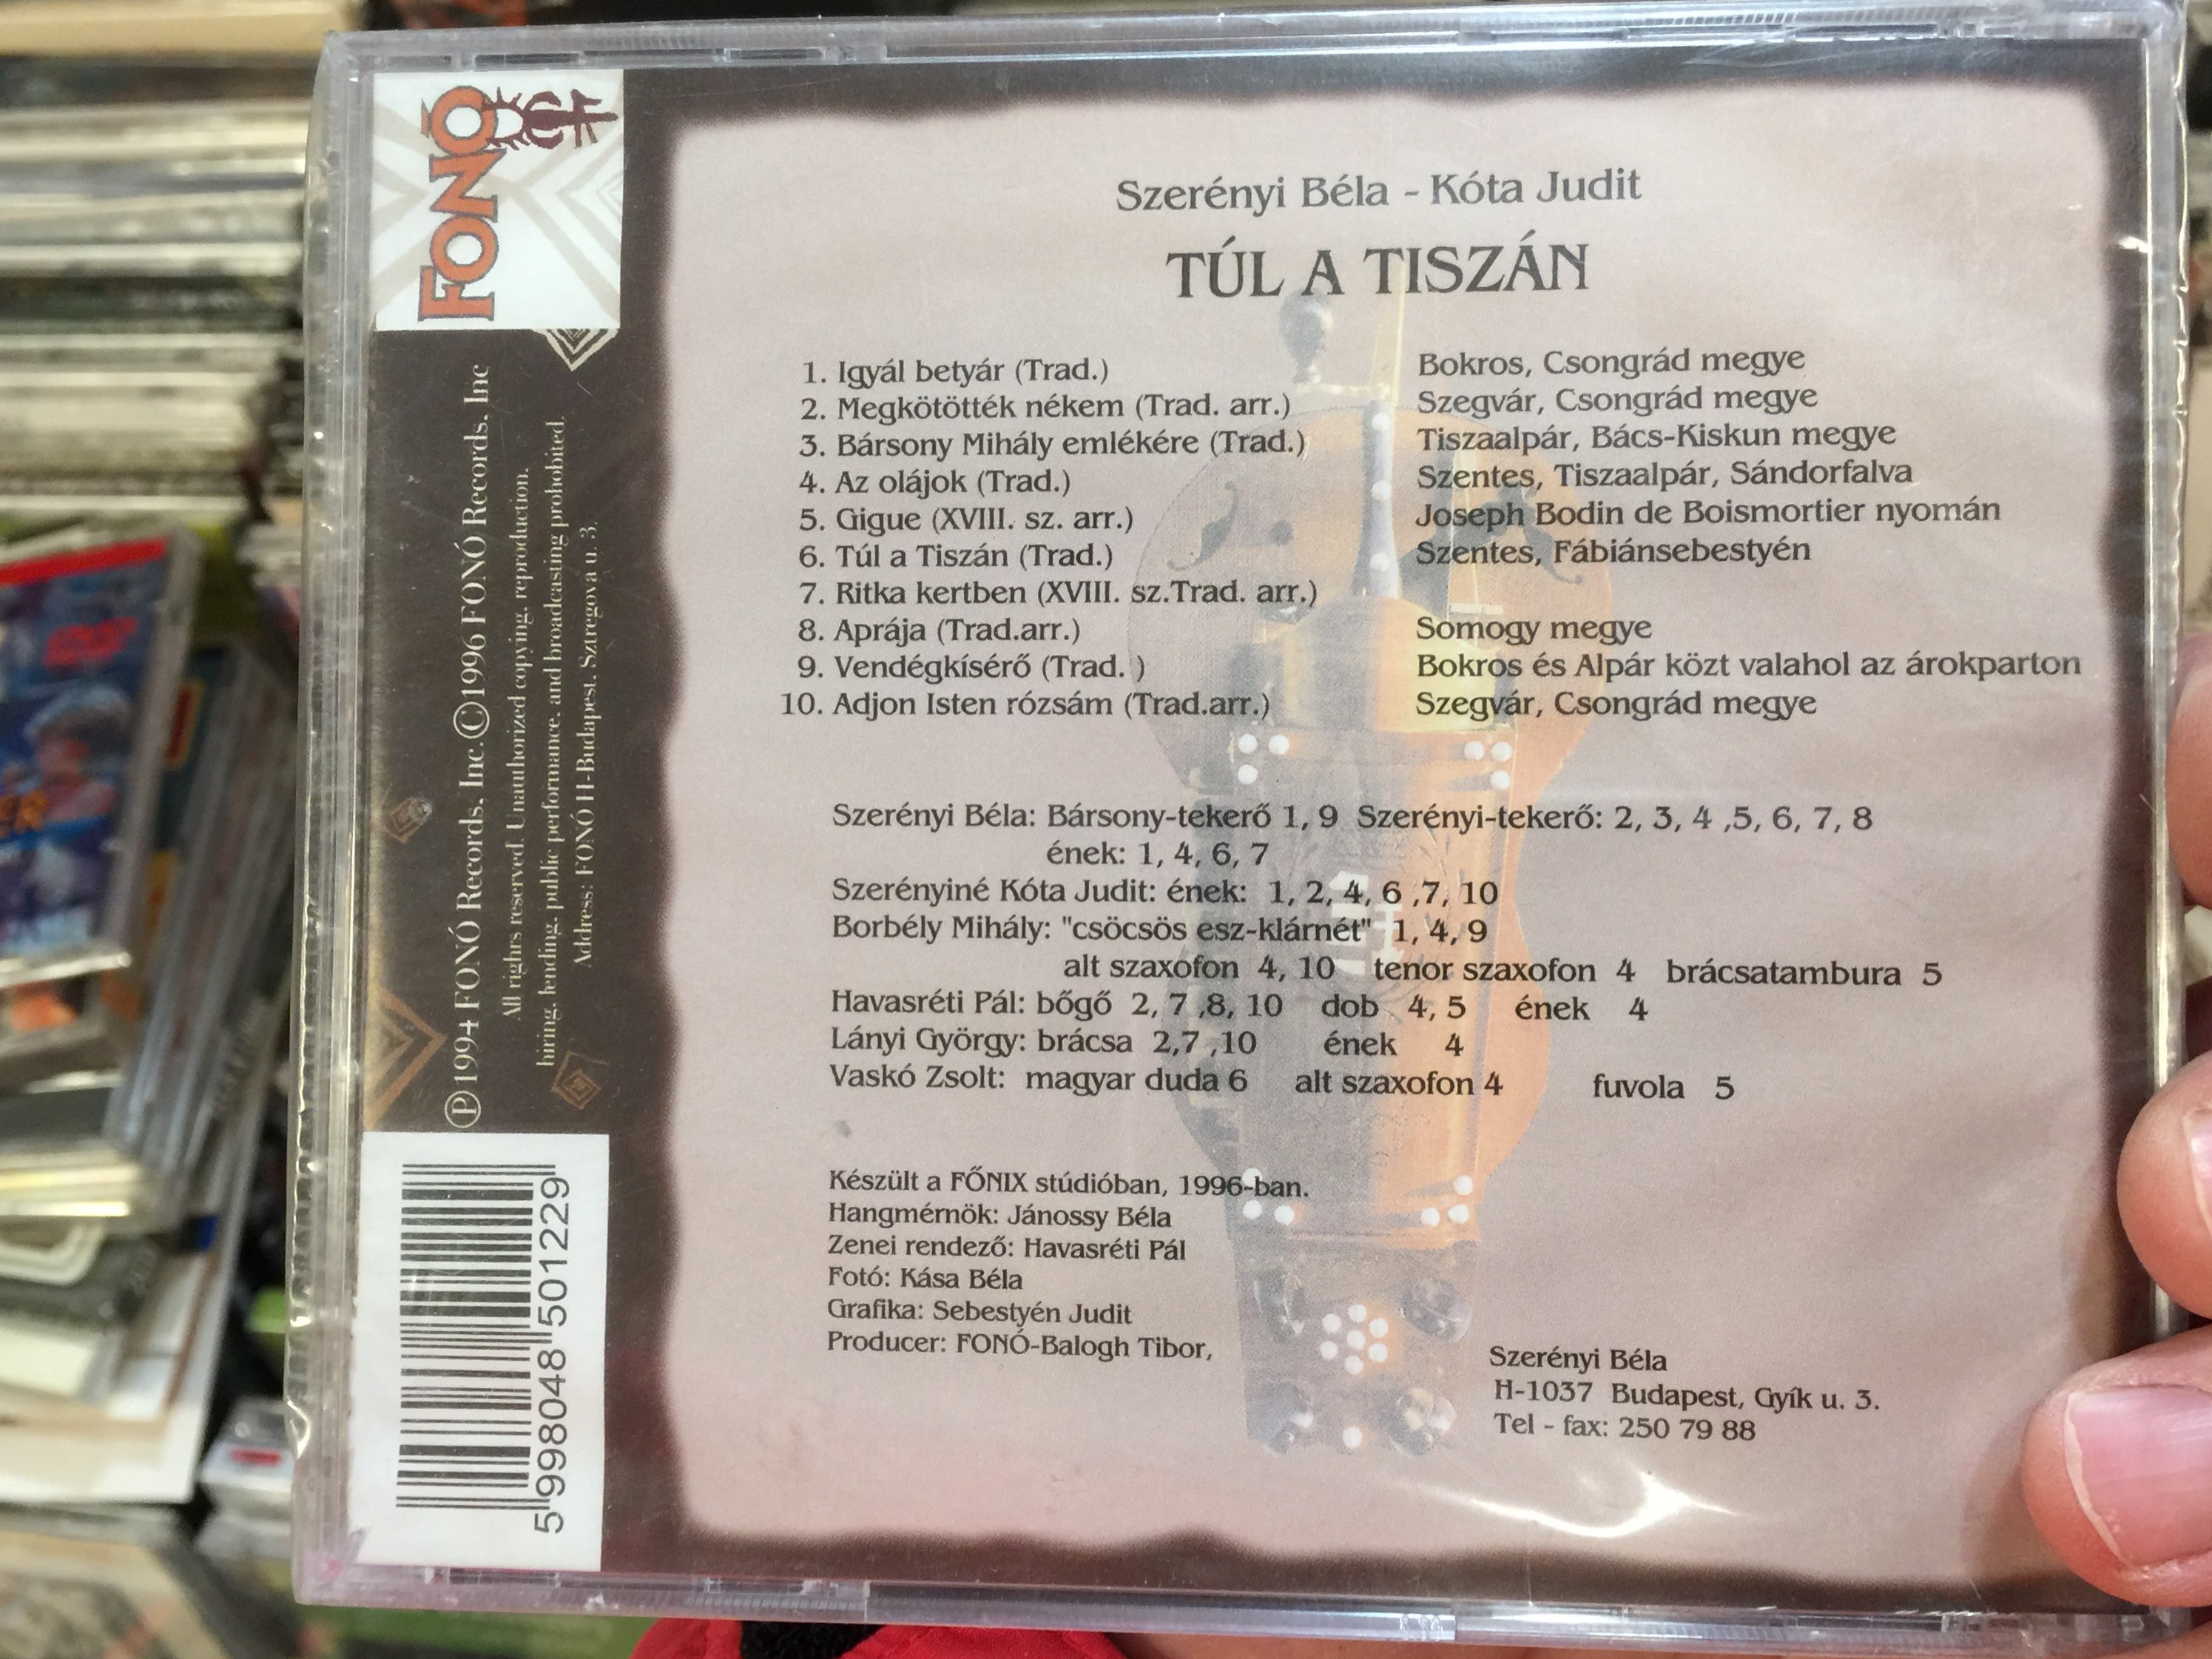 FONÓ
℗1994 FONÓ Records, Inc.©1996 FONÓ Records, Inc
All rights reserved. Unauthorized copying, reproduction,
hiring, lending, public performance, and broadcasting prohobited.
Address: FONÓ H-Budapest, Sztregova u. 3.
5 998048 501229
Szerényi Béla - Kóta Judit
TÚL A TISZÁN
1. Igyál betyár (Trad.) Bokros, Csongrád megye
2. Megkötötték nékem (Trad. arr.) Szegvár, Csongrád megye
3. Bársony Mihály emlékére (Trad.) Tiszaalpár, Bács-Kiskun megye
4. Az olájok (Trad.) Szentes, Tiszaalpár, Sándorfalva
5. Gigue (XVIII. sz. arr.) Joseph Bodin de Boismortier nyomán
6. Túl a Tiszán (Trad.) Szentes, Fábiánsebestyén
7. Ritka kertben (XVIII. sz.Trad. arr.)
8. Aprája (Trad.arr.) Somogy megye
9. Vendégkísérő (Trad. ) Bokros és Alpár közt valahol az árokparton
10. Adjon Isten rózsám (Trad.arr.) Szegvár, Csongrád megye
Szerényi Béla: Bársony-tekerő 1, 9 Szerényi-tekerő: 2, 3, 4 ,5, 6, 7, 8
ének: 1, 4, 6, 7
Szerényiné Kóta Judit: ének: 1, 2, 4, 6 ,7, 10
Borbély Mihály: "csöcsös esz-klárnét" 1, 4, 9
alt szaxofon 4, 10 tenor szaxofon 4 brácsatambura 5
Havasréti Pál: bőgő 2, 7 ,8, 10 dob 4, 5 ének 4
Lányi György: brácsa 2,7 ,10 ének 4
Vaskó Zsolt: magyar duda 6 alt szaxofon 4 fuvola 5
Készült a FŐNIX stúdióban, 1996-ban.
Hangmérnök: Jánossy Béla
Zenei rendező: Havasréti Pál
Fotó: Kása Béla
Grafika: Sebestyén Judit
Producer: FONÓ-Balogh Tibor,
Szerényi Béla
H-1037 Budapest, Gyík u. 3.
Tel - fax: 250 79 88